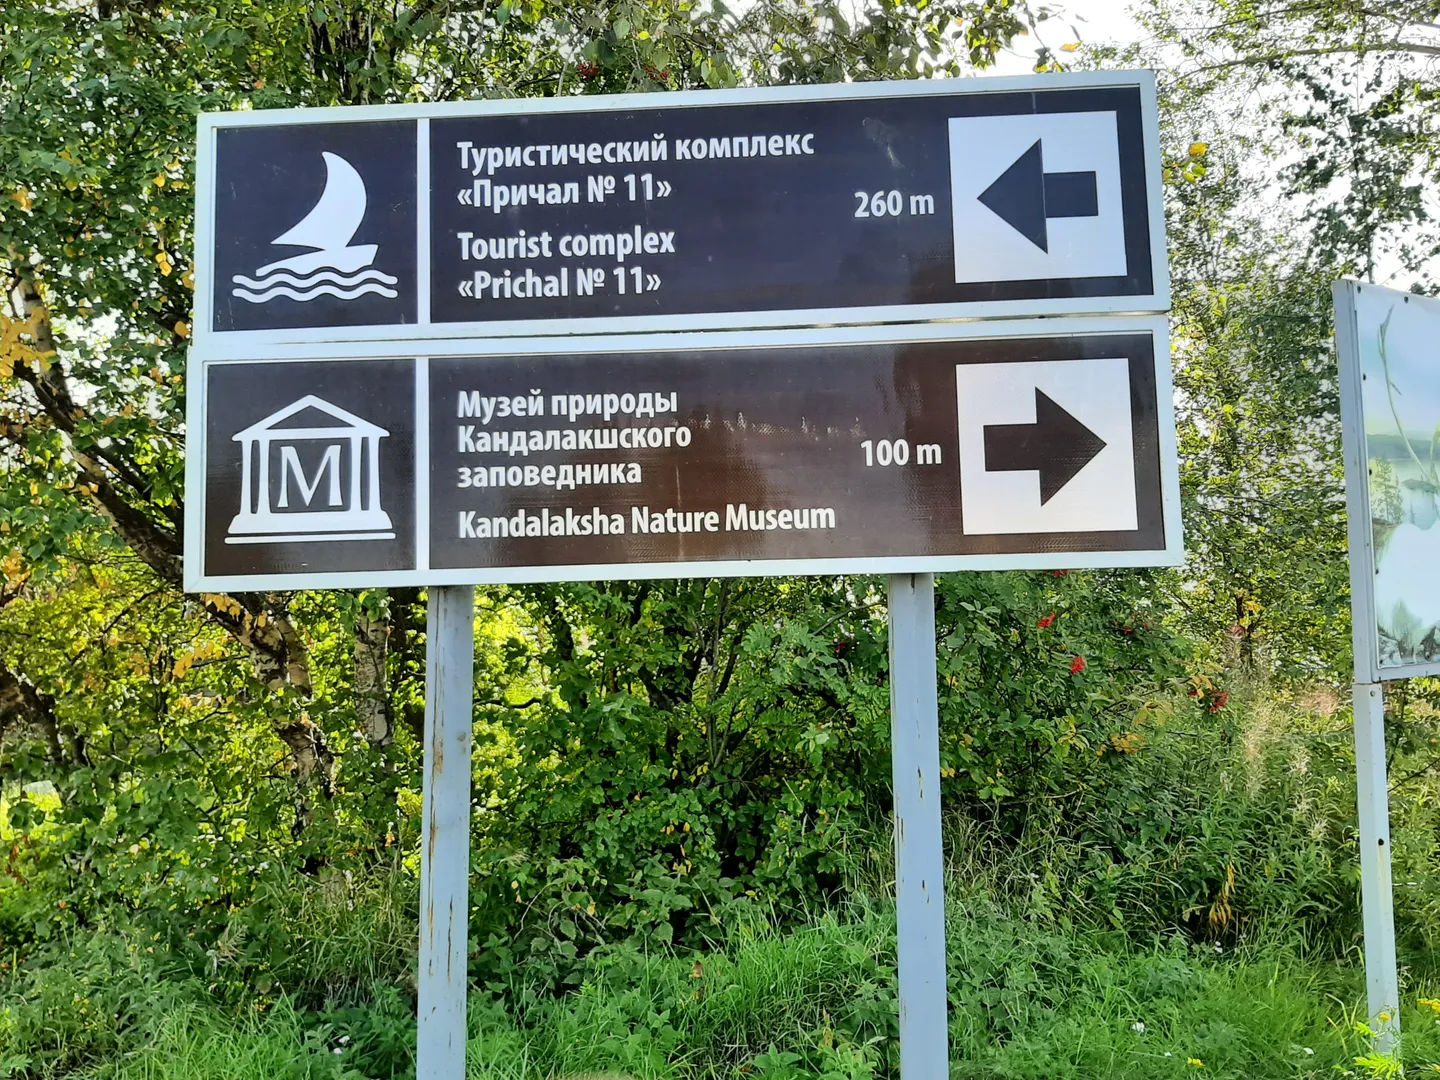 Туристический комплекс
«Причал № 11»
Tourist complex
«Prichal № 11»
260 m
M
Музей природы
Кандалакшского
заповедника
Kandalaksha Nature Museum
100 m